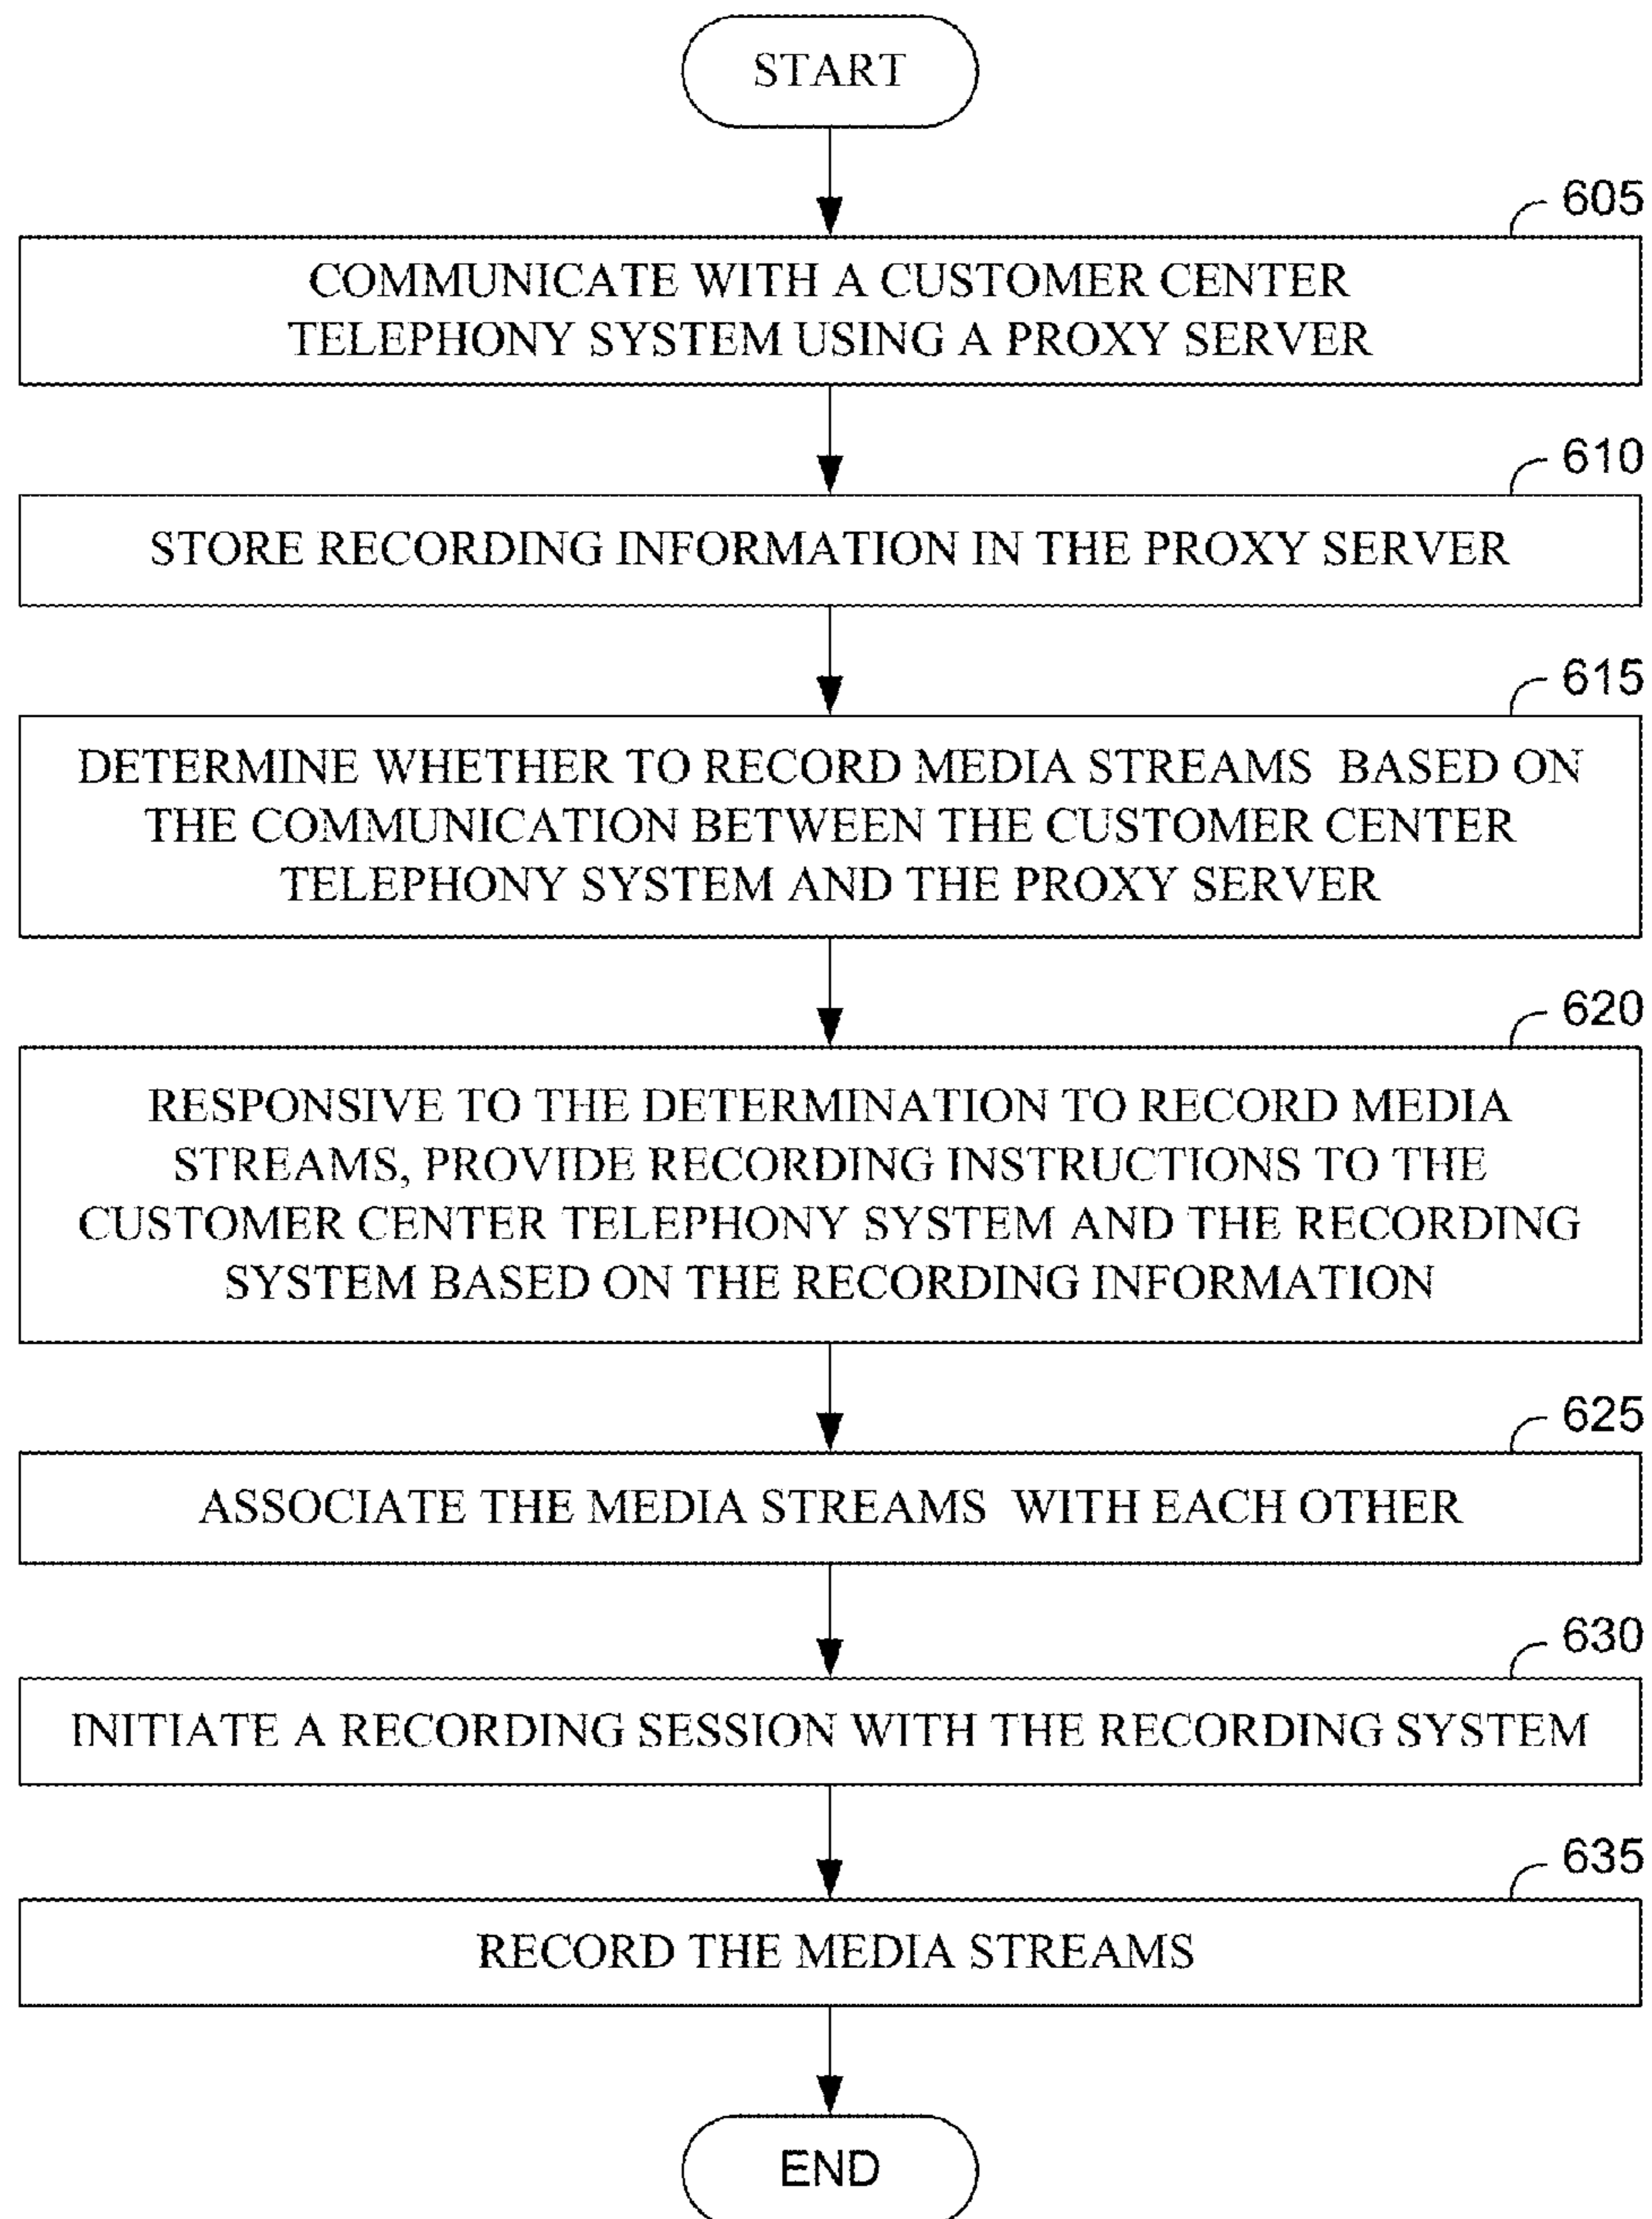 START
605
COMMUNICATE WITH A CUSTOMER CENTER
TELEPHONY SYSTEM USING A PROXY SERVER
610
STORE RECORDING INFORMATION IN THE PROXY SERVER
615
DETERMINE WHETHER TO RECORD MEDIA STREAMS BASED ON
THE COMMUNICATION BETWEEN THE CUSTOMER CENTER
TELEPHONY SYSTEM AND THE PROXY SERVER
620
RESPONSIVE TO THE DETERMINATION TO RECORD MEDIA
STREAMS, PROVIDE RECORDING INSTRUCTIONS TO THE
CUSTOMER CENTER TELEPHONY SYSTEM AND THE RECORDING
SYSTEM BASED ON THE RECORDING INFORMATION
625
ASSOCIATE THE MEDIA STREAMS WITH EACH OTHER
630
INITIATE A RECORDING SESSION WITH THE RECORDING SYSTEM
635
RECORD THE MEDIA STREAMS
END